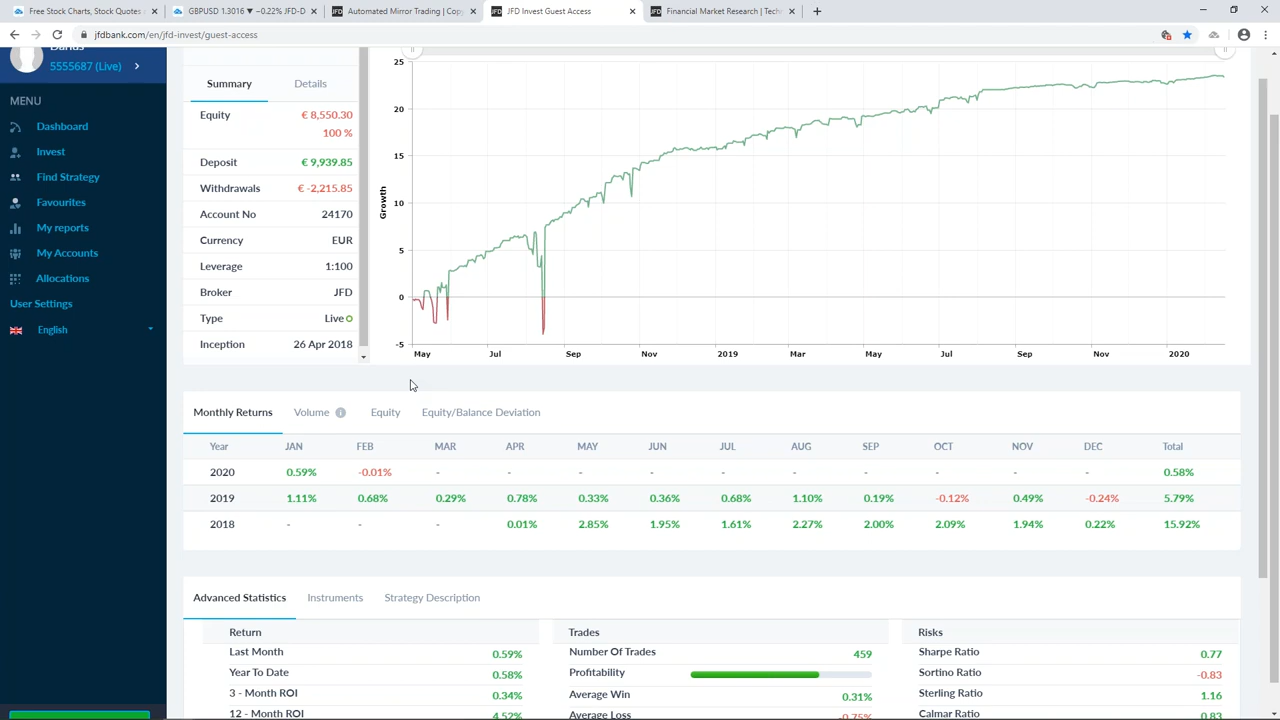 Free Stock Charts, Stock Quotes
GBPUSD 1.3016 ▼ −0.22% JFD-D
Automated Mirror Trading | Copy
JFD Invest Guest Access
Financial Market Research | Tech
jfdbank.com/en/jfd-invest/guest-access
Darius
5555687 (Live)
MENU
Dashboard
Invest
Find Strategy
Favourites
My reports
My Accounts
Allocations
User Settings
English
Summary Details
Equity € 8,550.30
100 %
Deposit € 9,939.85
Withdrawals € -2,215.85
Account No 24170
Currency EUR
Leverage 1:100
Broker JFD
Type Live
Inception 26 Apr 2018
Growth
25
20
15
10
5
0
-5
May Jul Sep Nov 2019 Mar May Jul Sep Nov 2020
Monthly Returns Volume i Equity Equity/Balance Deviation
Year JAN FEB MAR APR MAY JUN JUL AUG SEP OCT NOV DEC Total
2020 0.59% -0.01% - - - - - - - - - - 0.58%
2019 1.11% 0.68% 0.29% 0.78% 0.33% 0.36% 0.68% 1.10% 0.19% -0.12% 0.49% -0.24% 5.79%
2018 - - - 0.01% 2.85% 1.95% 1.61% 2.27% 2.00% 2.09% 1.94% 0.22% 15.92%
Advanced Statistics Instruments Strategy Description
Return
Last Month 0.59%
Year To Date 0.58%
3 - Month ROI 0.34%
12 - Month ROI 4.52%
Trades
Number Of Trades 459
Profitability
Average Win 0.31%
Average Loss -0.75%
Risks
Sharpe Ratio 0.77
Sortino Ratio -0.83
Sterling Ratio 1.16
Calmar Ratio 0.83